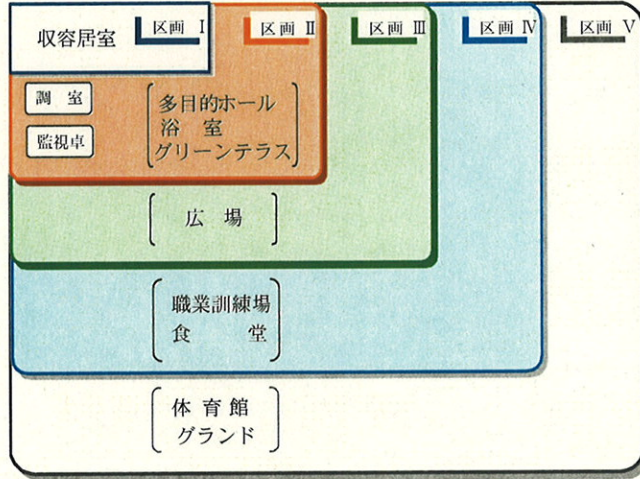 収容居室
区画 Ⅰ
区画 Ⅱ
区画 Ⅲ
区画 Ⅳ
区画 Ⅴ
調 室
監視卓
多目的ホール
浴 室
グリーンテラス
広 場
職業訓練場
食 堂
体育館
グランド